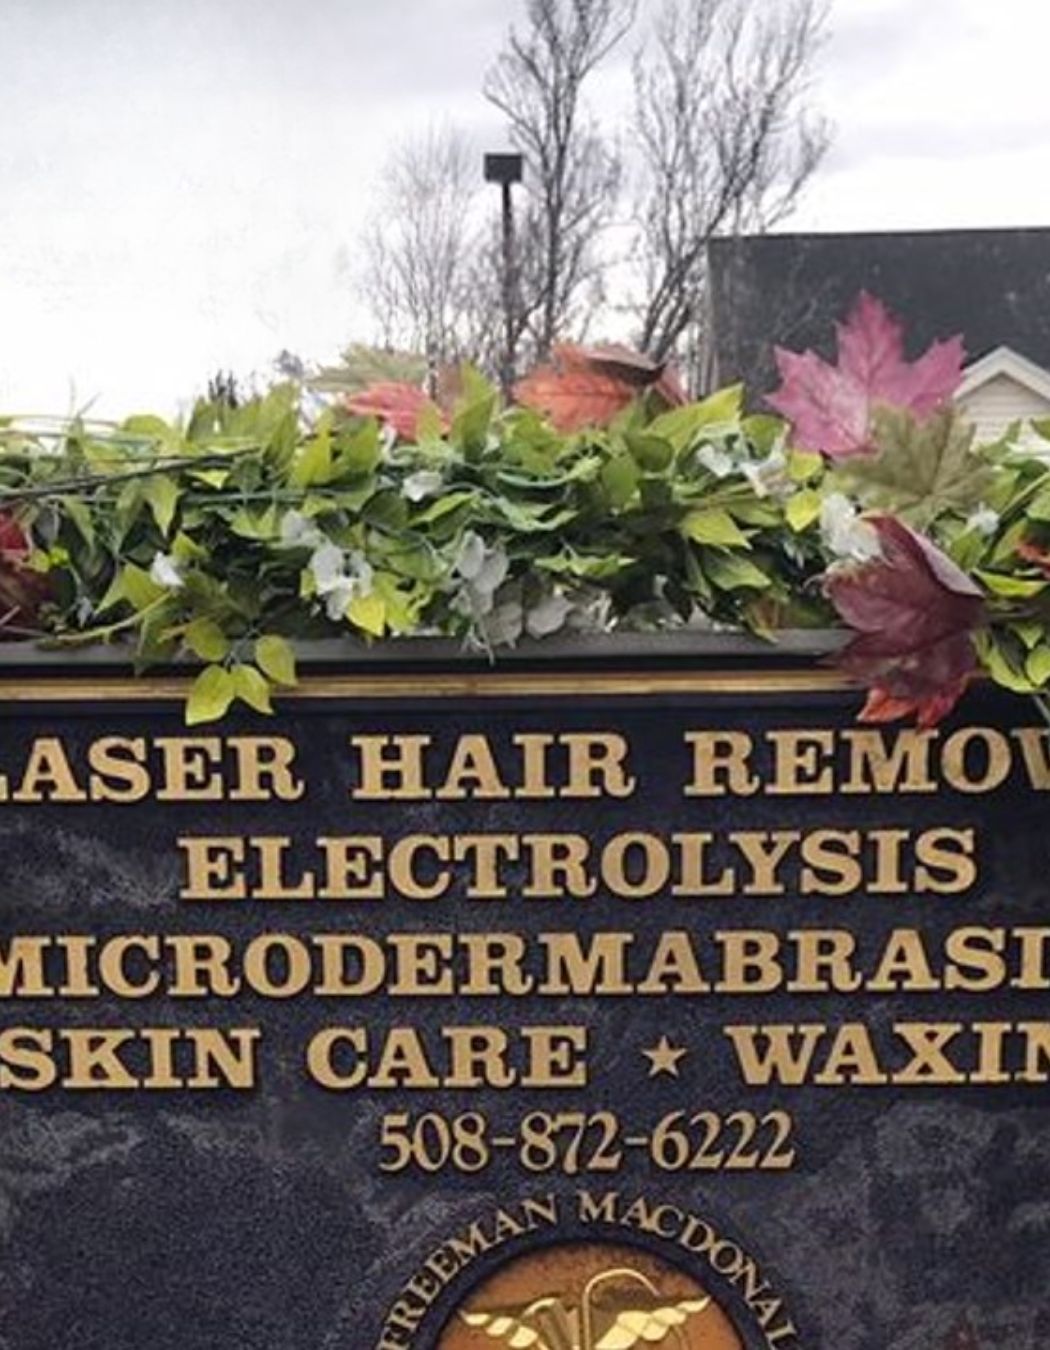 LASER HAIR REMOV
ELECTROLYSIS
MICRODERMABRASI
SKIN CARE ★ WAXIN
508-872-6222
FREEMAN MACDONAL